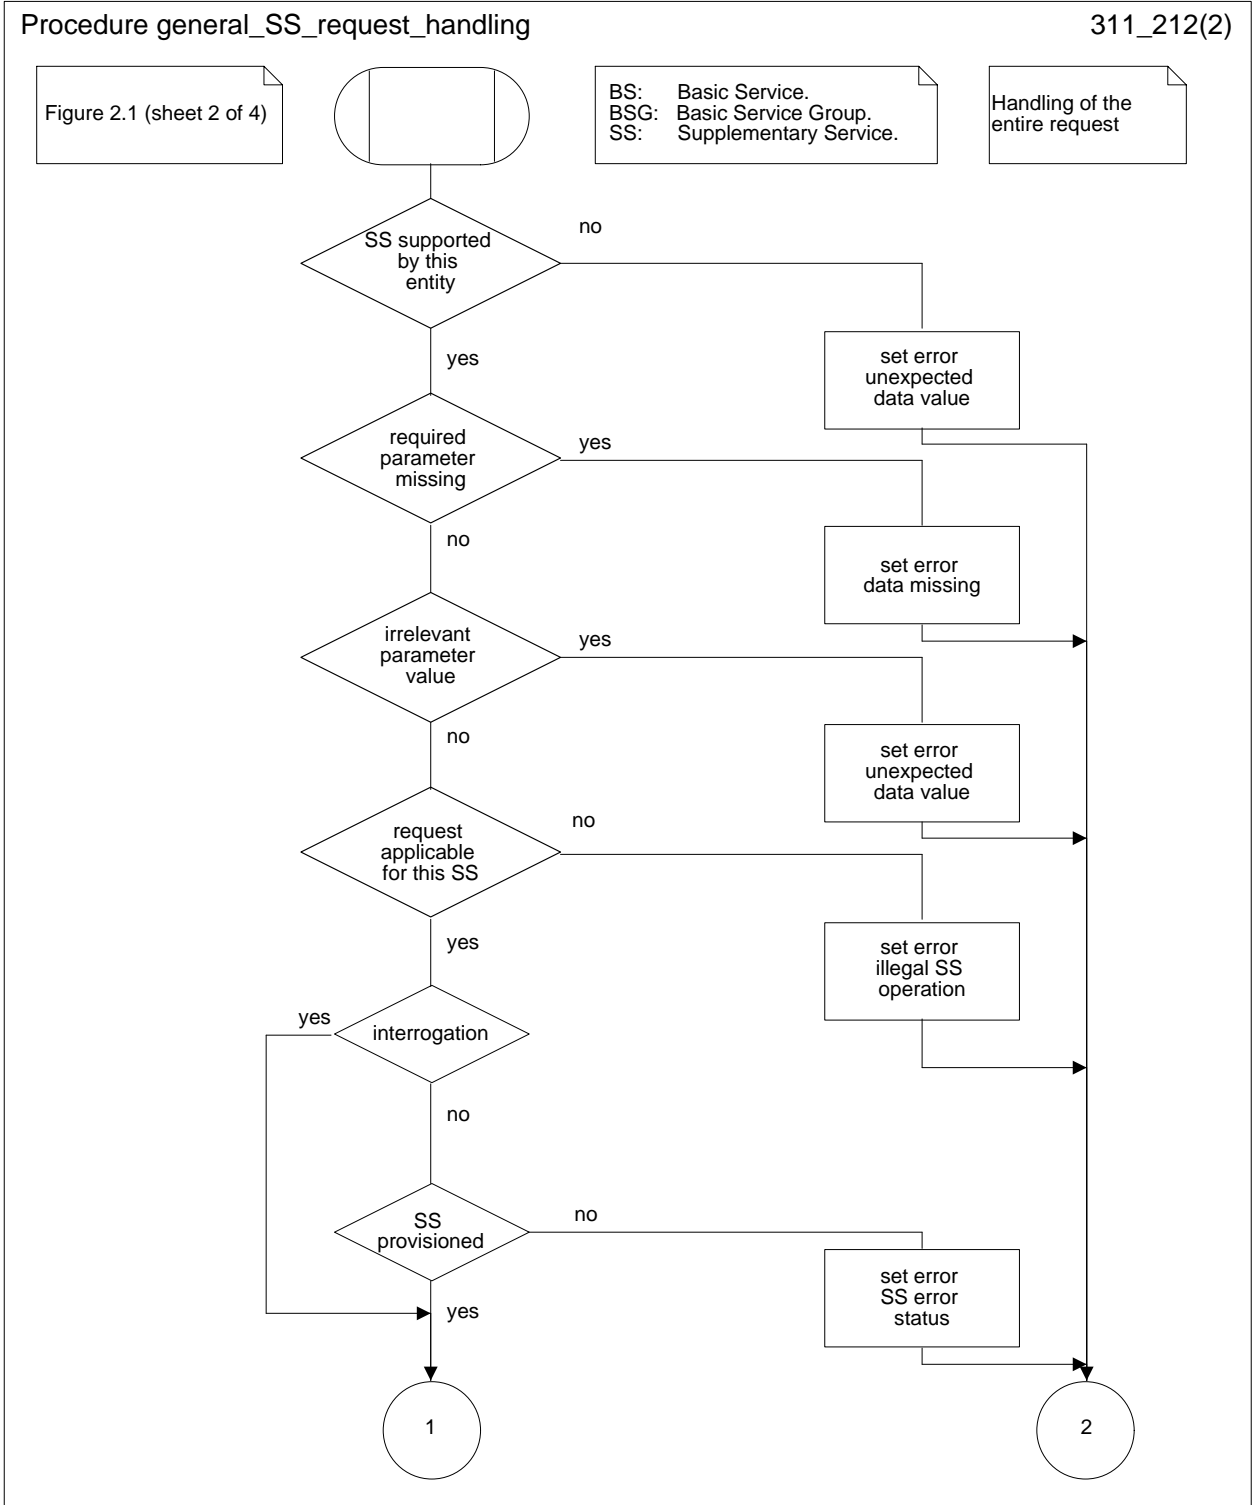 Procedure general_SS_request_handling
311_212(2)
Figure 2.1 (sheet 2 of 4)
BS: Basic Service.
BSG: Basic Service Group.
SS: Supplementary Service.
Handling of the
entire request
SS supported
by this
entity
no
set error
unexpected
data value
yes
required
parameter
missing
yes
set error
data missing
no
irrelevant
parameter
value
yes
set error
unexpected
data value
no
request
applicable
for this SS
no
set error
illegal SS
operation
yes
interrogation
yes
no
SS
provisioned
no
set error
SS error
status
yes
1
2